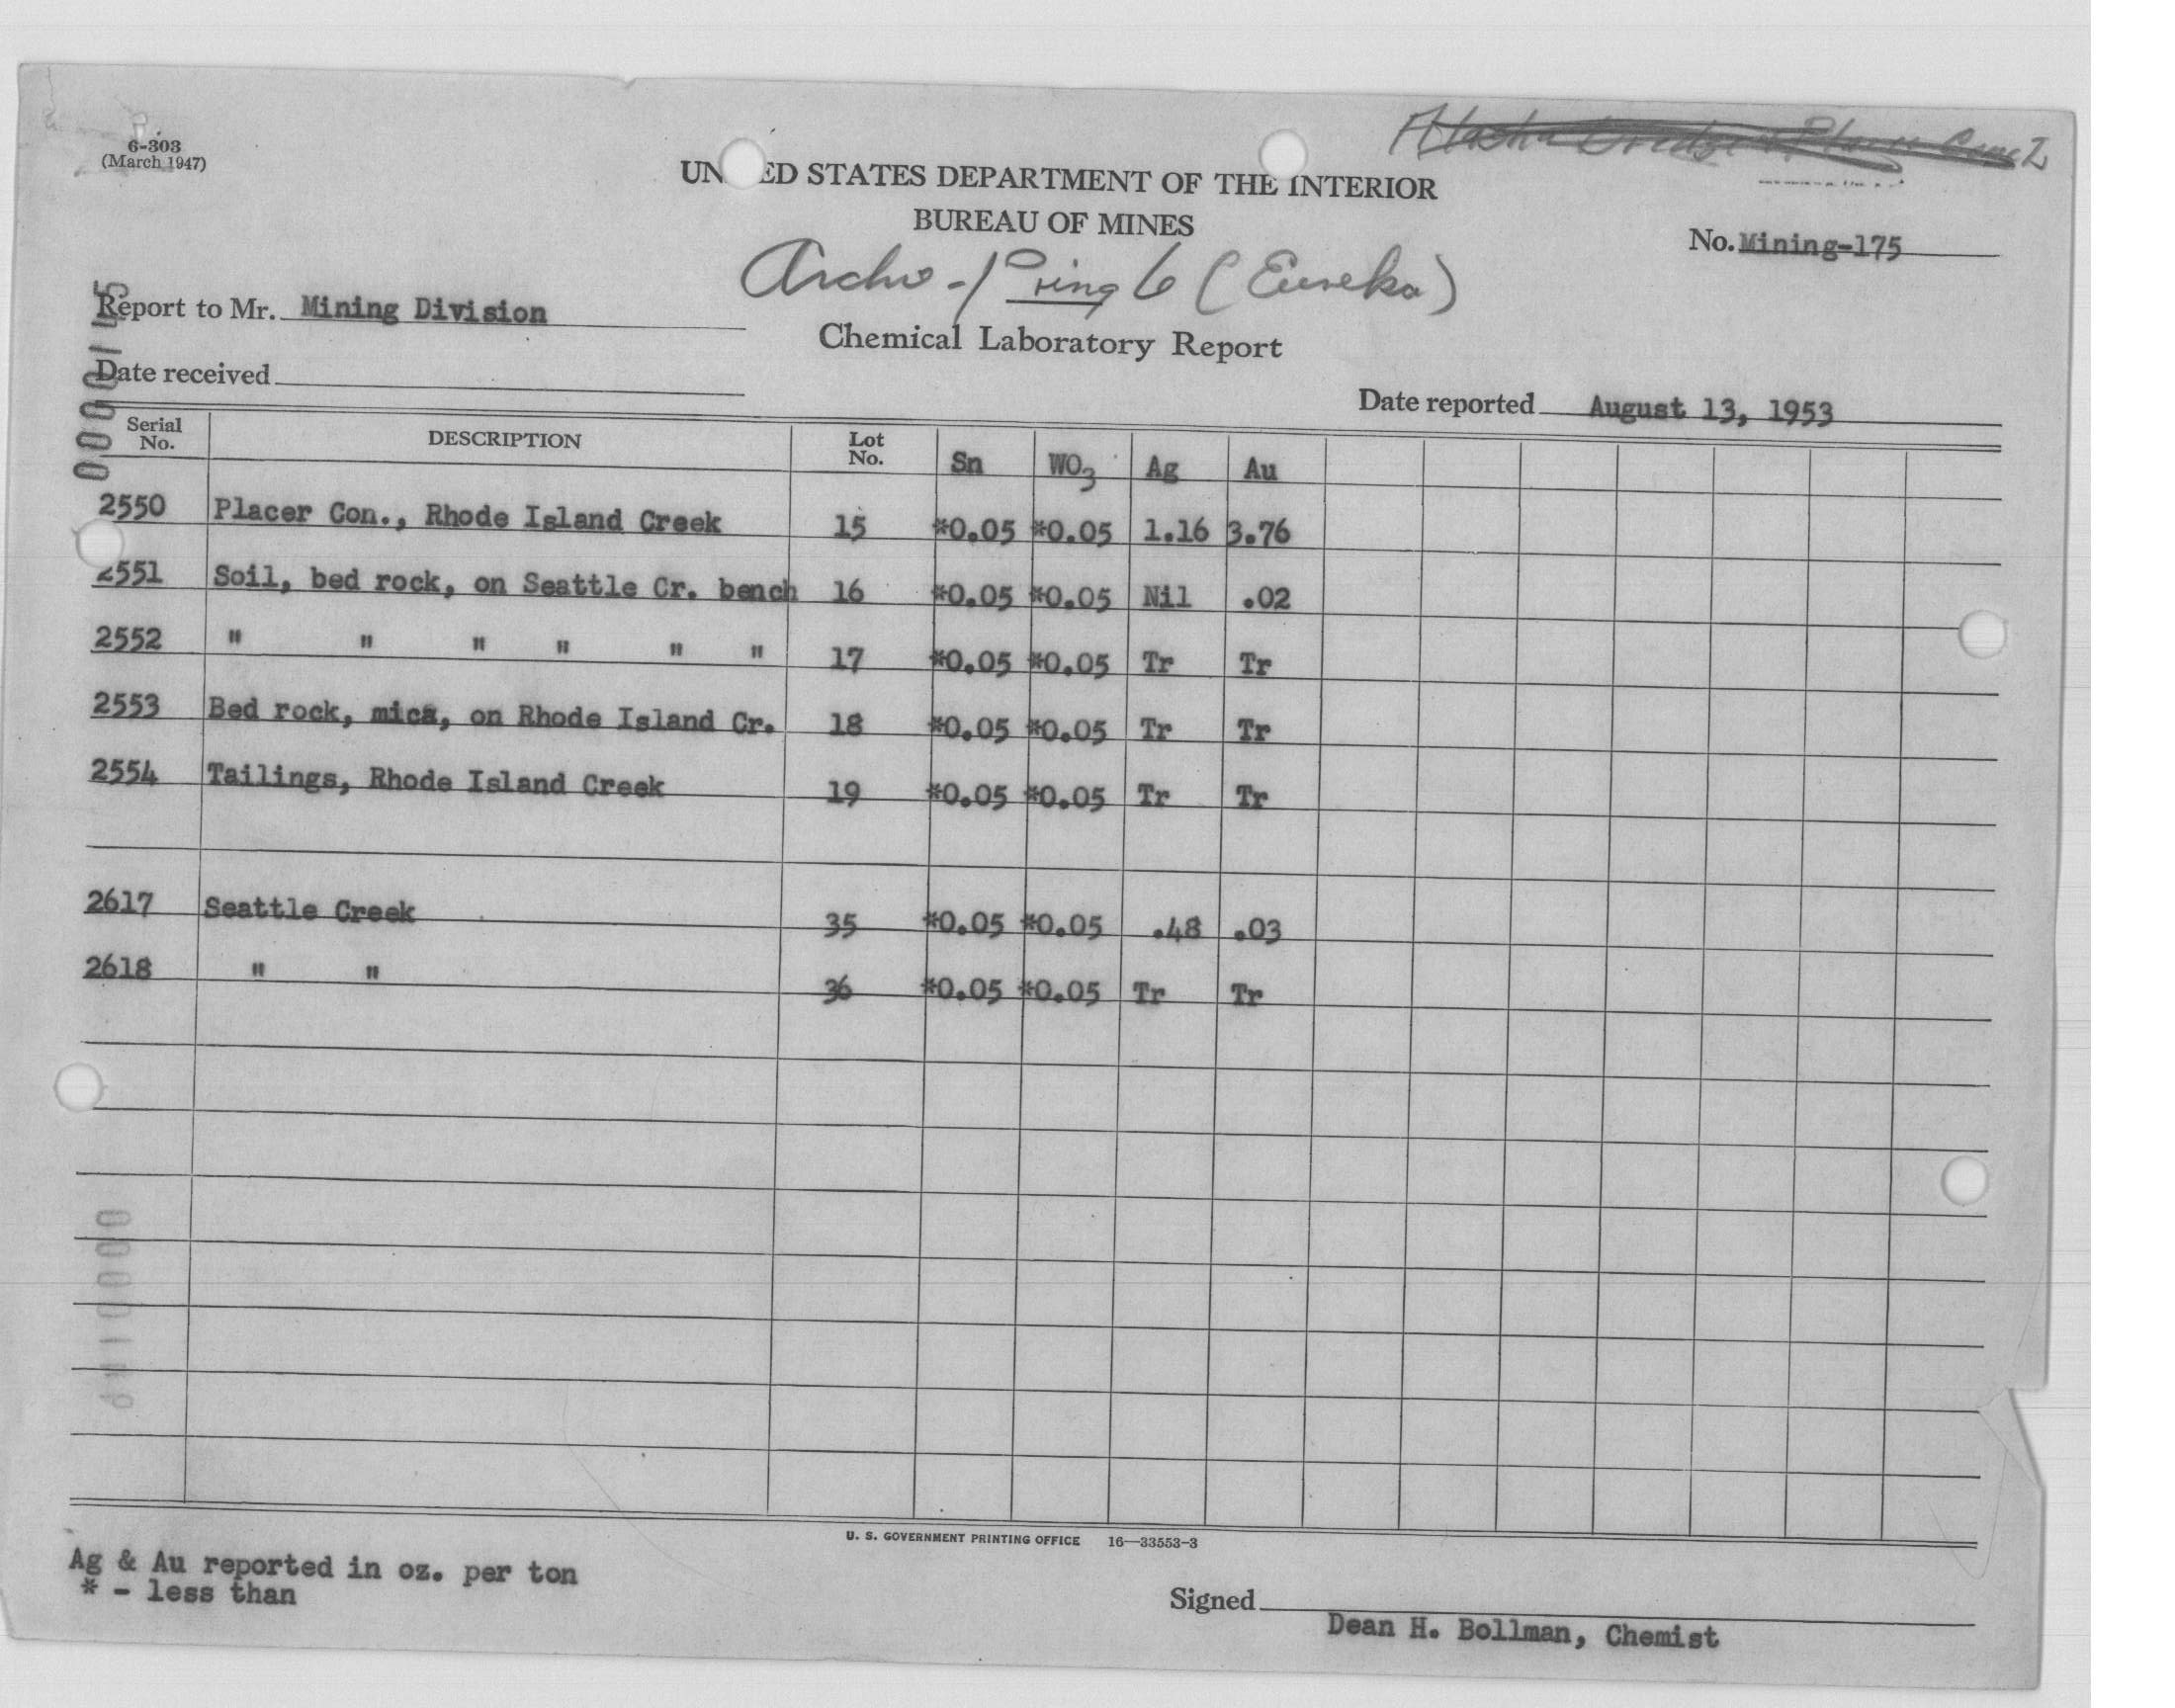 6-303
(March 1947)
UN ED STATES DEPARTMENT OF THE INTERIOR
BUREAU OF MINES
No. Mining-175
(Eureka)
Report to Mr. Mining Division
Chemical Laboratory Report
Date received
Date reported August 13, 1953
Serial No. DESCRIPTION Lot No. Sn WO3 Ag Au
2550 Placer Con., Rhode Island Creek 15 *0.05 *0.05 1.16 3.76
2551 Soil, bed rock, on Seattle Cr. bench 16 *0.05 *0.05 Nil .02
2552 " " " " " " 17 *0.05 *0.05 Tr Tr
2553 Bed rock, mica, on Rhode Island Cr. 18 *0.05 *0.05 Tr Tr
2554 Tailings, Rhode Island Creek 19 *0.05 *0.05 Tr Tr
2617 Seattle Creek 35 *0.05 *0.05 .48 .03
2618 " " 36 *0.05 *0.05 Tr Tr
U. S. GOVERNMENT PRINTING OFFICE 16—33553-3
Ag & Au reported in oz. per ton
* - less than
Signed
Dean H. Bollman, Chemist